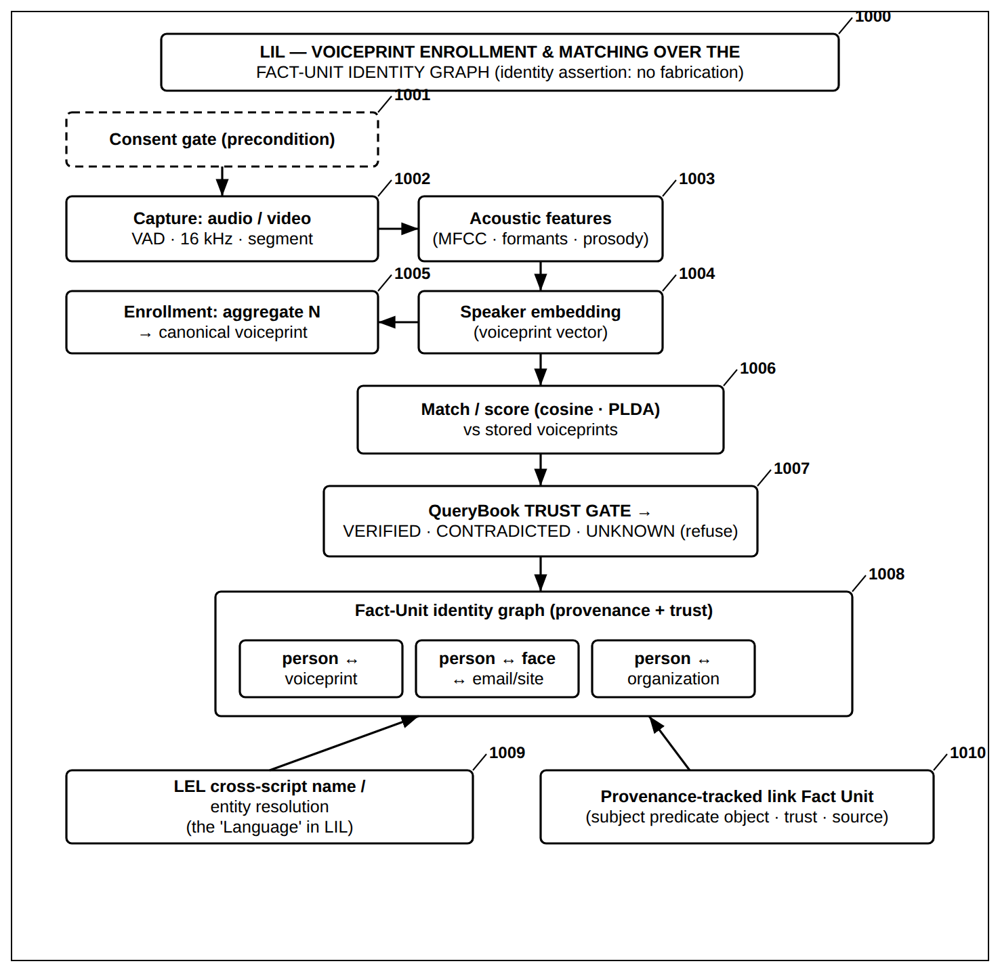 1000
LIL — VOICEPRINT ENROLLMENT & MATCHING OVER THE
FACT-UNIT IDENTITY GRAPH (identity assertion: no fabrication)
1001
Consent gate (precondition)
1002
Capture: audio / video
VAD · 16 kHz · segment
1003
Acoustic features
(MFCC · formants · prosody)
1005
Enrollment: aggregate N
→ canonical voiceprint
1004
Speaker embedding
(voiceprint vector)
1006
Match / score (cosine · PLDA)
vs stored voiceprints
1007
QueryBook TRUST GATE →
VERIFIED · CONTRADICTED · UNKNOWN (refuse)
1008
Fact-Unit identity graph (provenance + trust)
person ↔
voiceprint
person ↔ face
↔ email/site
person ↔
organization
1009
LEL cross-script name /
entity resolution
(the 'Language' in LIL)
1010
Provenance-tracked link Fact Unit
(subject predicate object · trust · source)